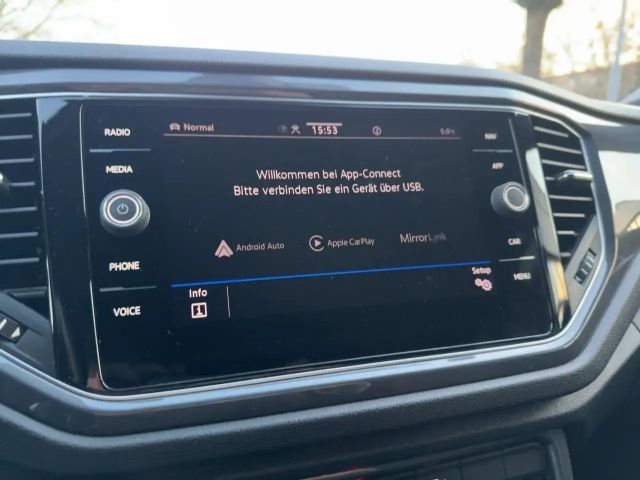 RADIO
MEDIA
PHONE
VOICE
Normal
15:53
Willkommen bei App-Connect
Bitte verbinden Sie ein Gerät über USB.
Android Auto
Apple CarPlay
MirrorLink
Info
Setup
NAV
APP
CAR
MENU